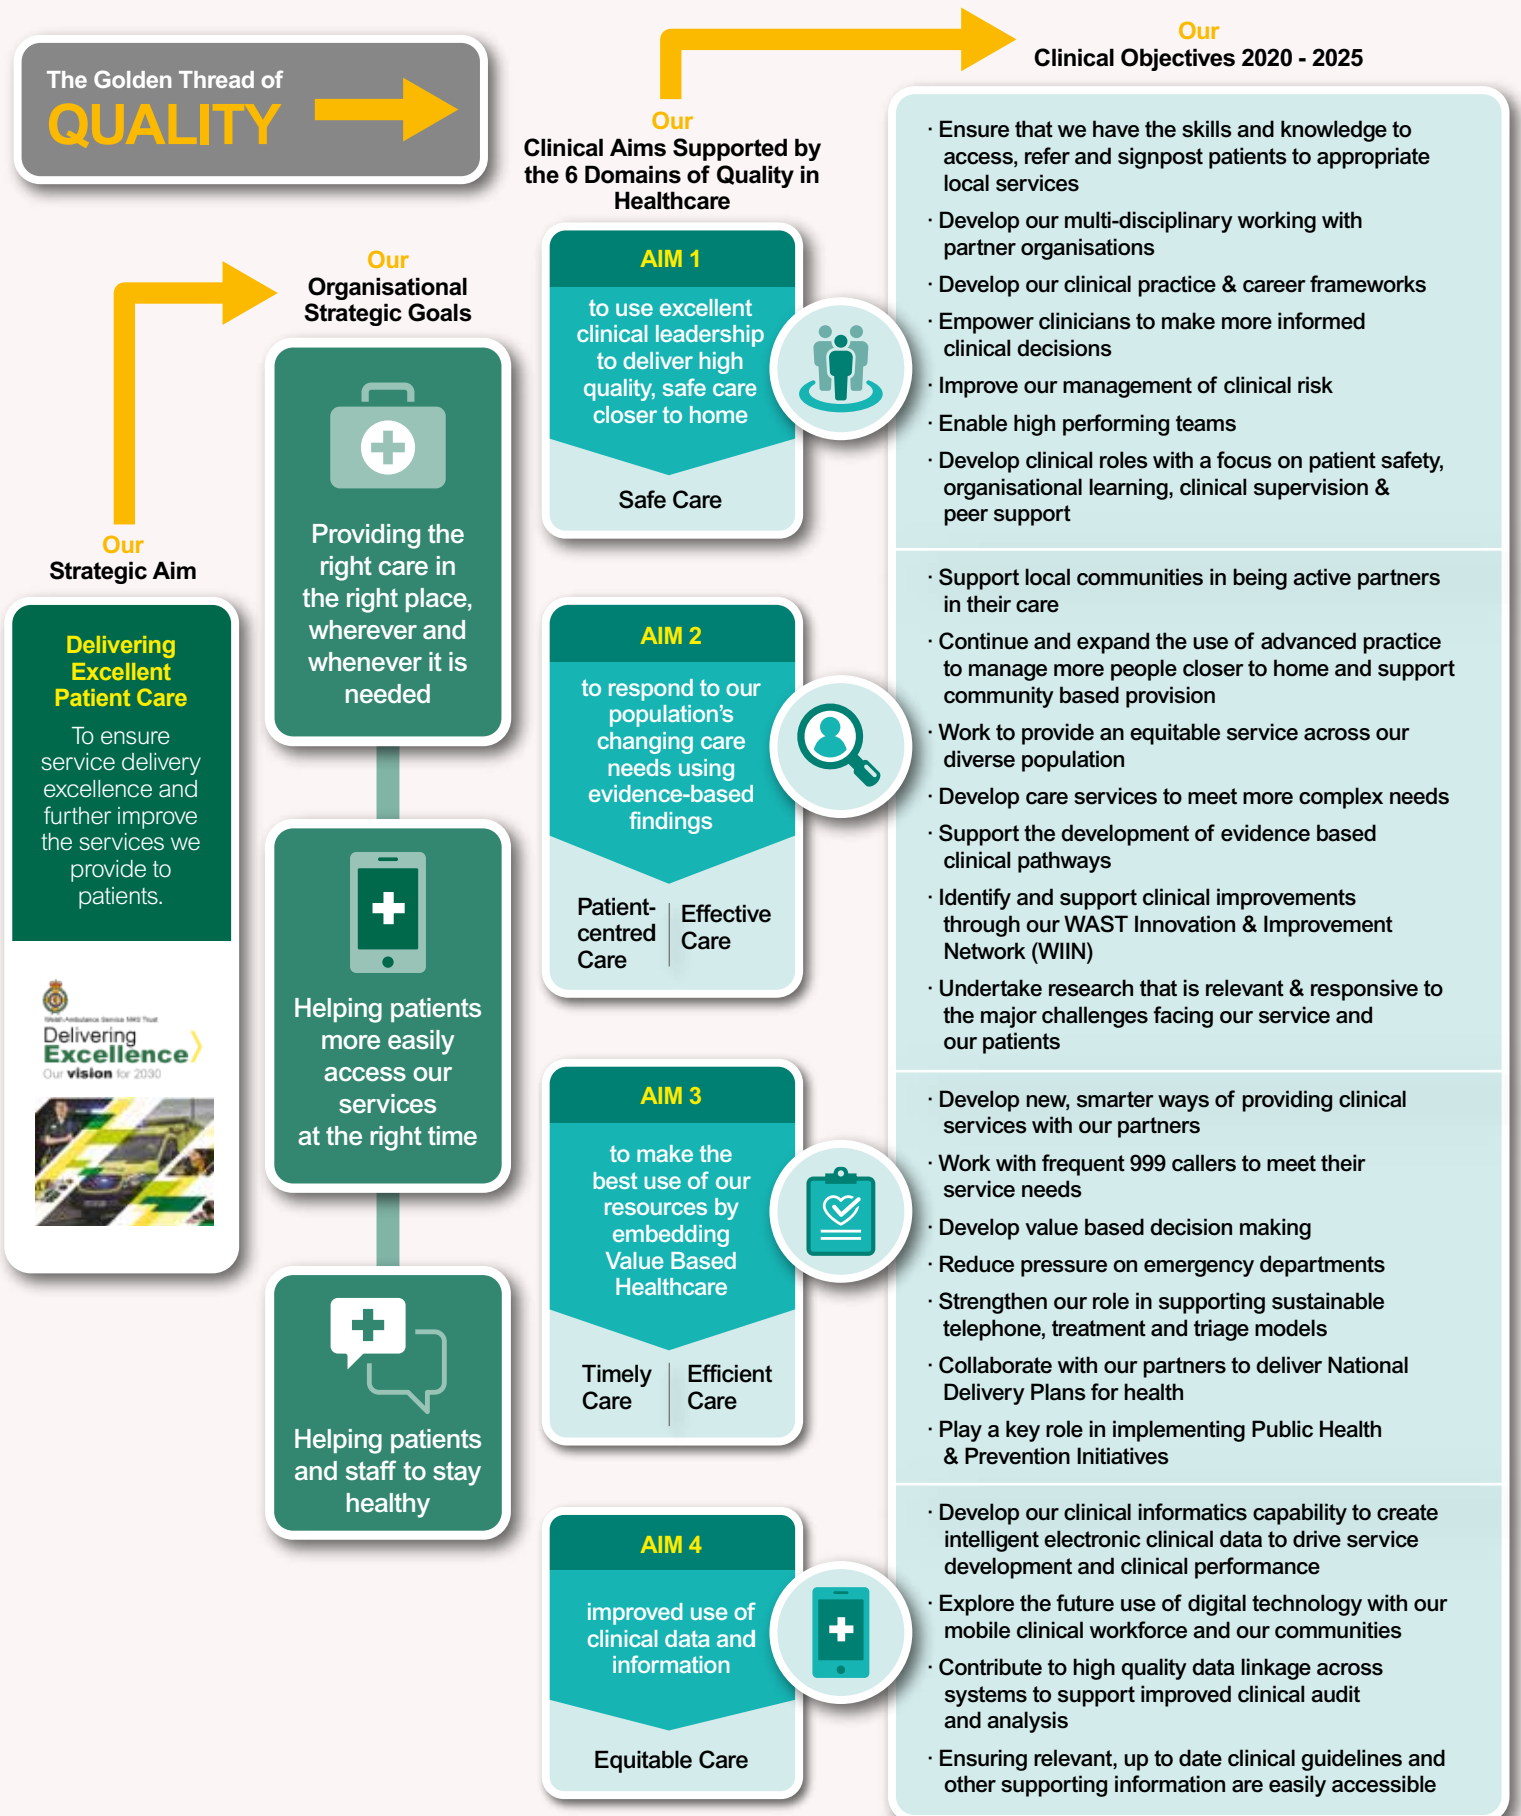 The Golden Thread of
QUALITY
Our
Strategic Aim
Delivering
Excellent
Patient Care
To ensure
service delivery
excellence and
further improve
the services we
provide to
patients.
Welsh Ambulance Service NHS Trust
Delivering
Excellence
Our vision for 2030
Our
Organisational
Strategic Goals
Providing the
right care in
the right place,
wherever and
whenever it is
needed
Helping patients
more easily
access our
services
at the right time
Helping patients
and staff to stay
healthy
Our
Clinical Aims Supported by
the 6 Domains of Quality in
Healthcare
AIM 1
to use excellent
clinical leadership
to deliver high
quality, safe care
closer to home
Safe Care
AIM 2
to respond to our
population's
changing care
needs using
evidence-based
findings
Patient-
centred
Care
Effective
Care
AIM 3
to make the
best use of our
resources by
embedding
Value Based
Healthcare
Timely
Care
Efficient
Care
AIM 4
improved use of
clinical data and
information
Equitable Care
Our
Clinical Objectives 2020 - 2025
· Ensure that we have the skills and knowledge to
access, refer and signpost patients to appropriate
local services
· Develop our multi-disciplinary working with
partner organisations
· Develop our clinical practice & career frameworks
· Empower clinicians to make more informed
clinical decisions
· Improve our management of clinical risk
· Enable high performing teams
· Develop clinical roles with a focus on patient safety,
organisational learning, clinical supervision &
peer support
· Support local communities in being active partners
in their care
· Continue and expand the use of advanced practice
to manage more people closer to home and support
community based provision
· Work to provide an equitable service across our
diverse population
· Develop care services to meet more complex needs
· Support the development of evidence based
clinical pathways
· Identify and support clinical improvements
through our WAST Innovation & Improvement
Network (WIIN)
· Undertake research that is relevant & responsive to
the major challenges facing our service and
our patients
· Develop new, smarter ways of providing clinical
services with our partners
· Work with frequent 999 callers to meet their
service needs
· Develop value based decision making
· Reduce pressure on emergency departments
· Strengthen our role in supporting sustainable
telephone, treatment and triage models
· Collaborate with our partners to deliver National
Delivery Plans for health
· Play a key role in implementing Public Health
& Prevention Initiatives
· Develop our clinical informatics capability to create
intelligent electronic clinical data to drive service
development and clinical performance
· Explore the future use of digital technology with our
mobile clinical workforce and our communities
· Contribute to high quality data linkage across
systems to support improved clinical audit
and analysis
· Ensuring relevant, up to date clinical guidelines and
other supporting information are easily accessible